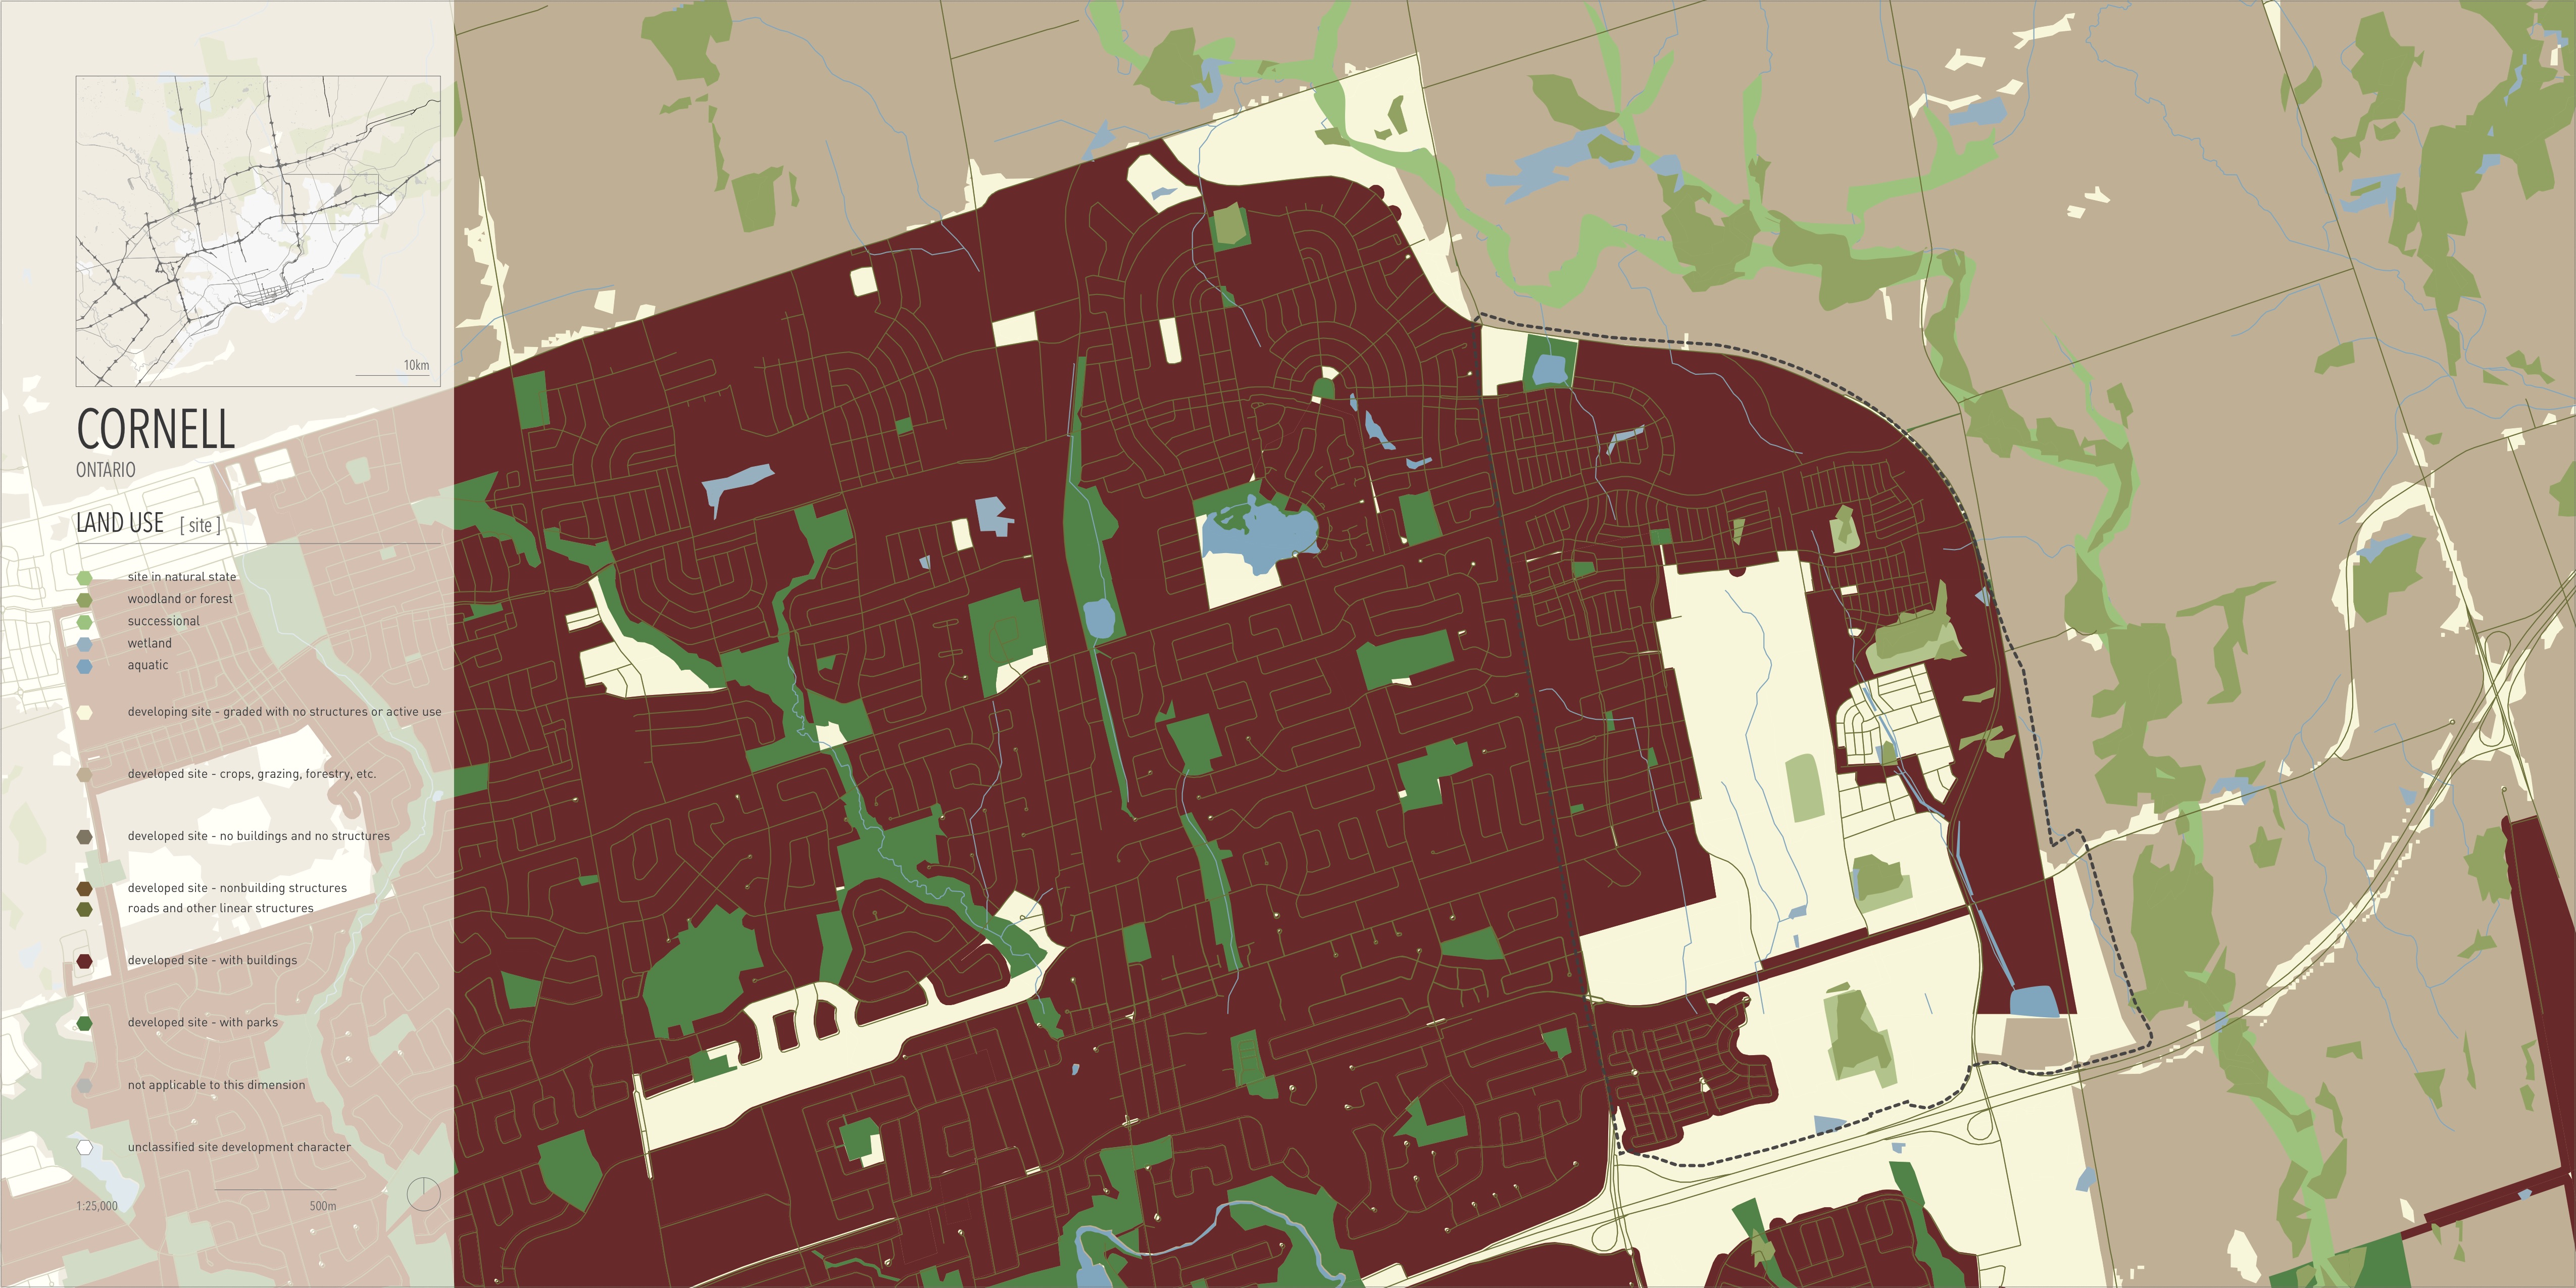 10km
CORNELL
ONTARIO
LAND USE [ site ]
site in natural state
woodland or forest
successional
wetland
aquatic
developing site - graded with no structures or active use
developed site - crops, grazing, forestry, etc.
developed site - no buildings and no structures
developed site - nonbuilding structures
roads and other linear structures
developed site - with buildings
developed site - with parks
not applicable to this dimension
unclassified site development character
1:25,000 500m